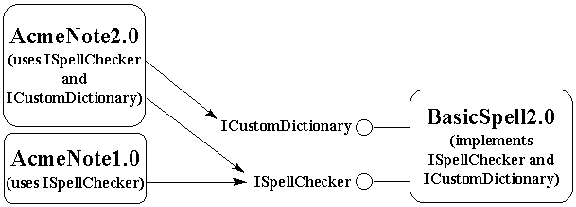 AcmeNote2.0
(uses ISpellChecker
and
ICustomDictionary)
AcmeNote1.0
(uses ISpellChecker)
ICustomDictionary
ISpellChecker
BasicSpell2.0
(implements
ISpellChecker and
ICustomDictionary)